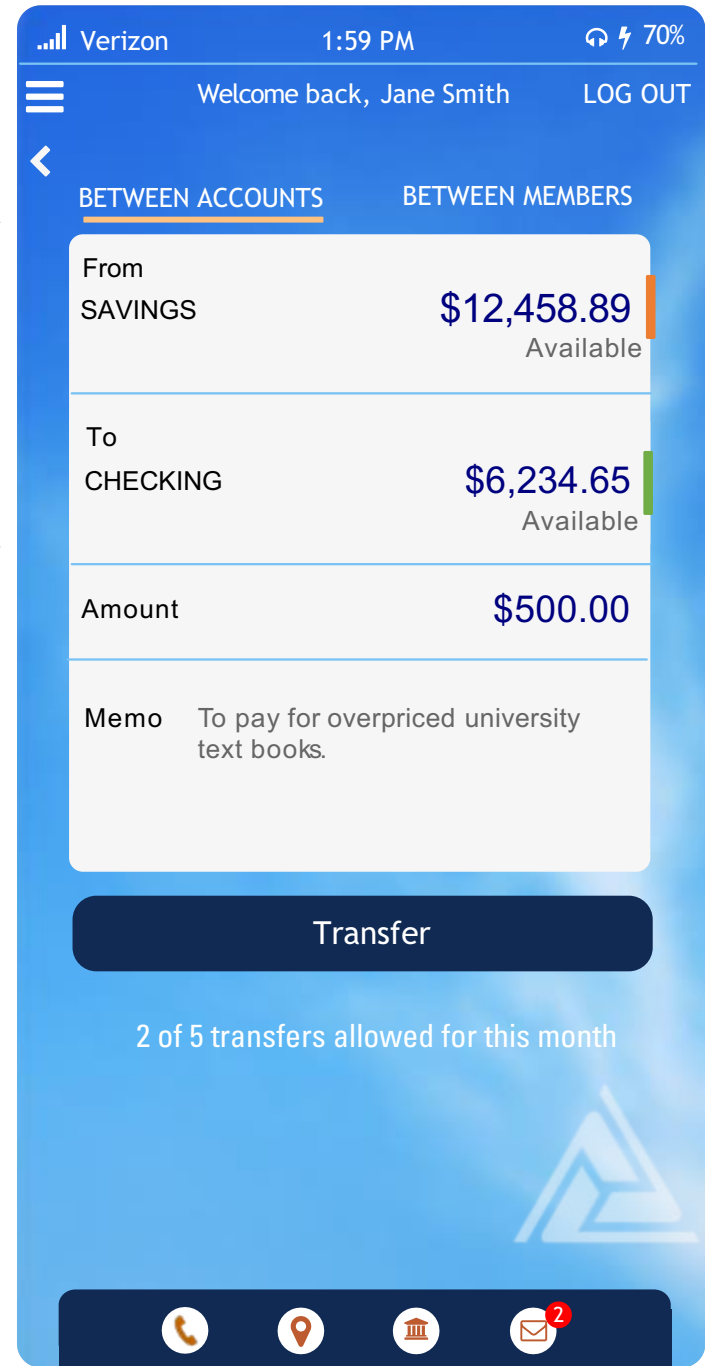 Verizon 1:59 PM 70%
Welcome back, Jane Smith LOG OUT
BETWEEN ACCOUNTS BETWEEN MEMBERS
From
SAVINGS $12,458.89
Available
To
CHECKING $6,234.65
Available
Amount $500.00
Memo To pay for overpriced university
text books.
Transfer
2 of 5 transfers allowed for this month
2